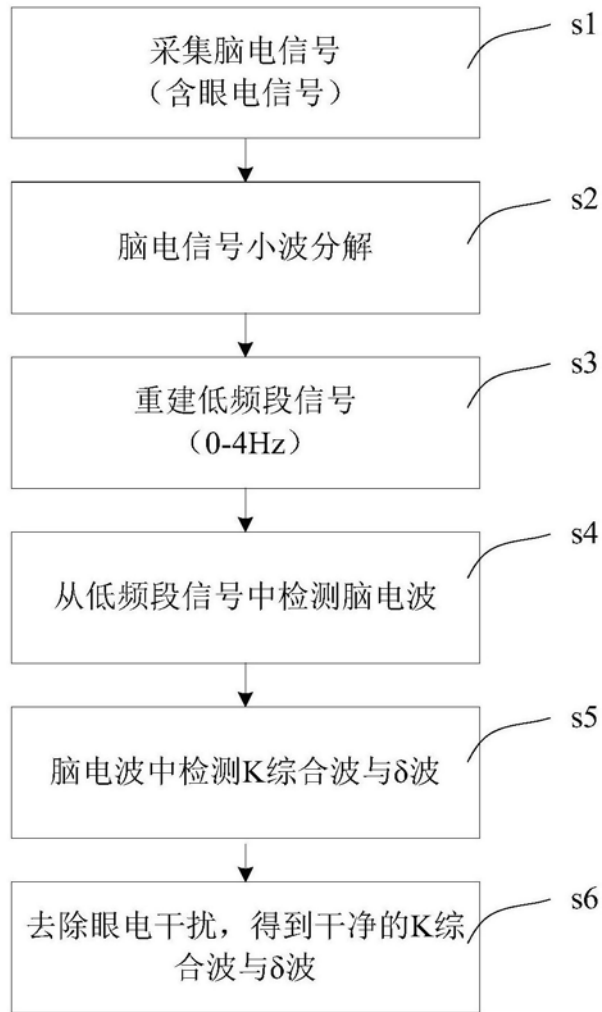 采集脑电信号
（含眼电信号）
s1
脑电信号小波分解
s2
重建低频段信号
（0-4Hz）
s3
从低频段信号中检测脑电波
s4
脑电波中检测K综合波与δ波
s5
去除眼电干扰，得到干净的K综
合波与δ波
s6